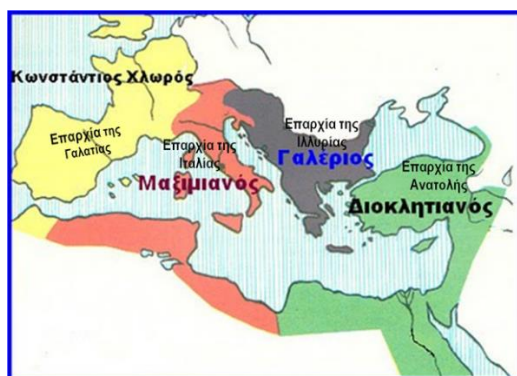 Κωνστάντιος Χλωρός
Επαρχία της
Γαλατίας
Επαρχία της
Ιταλίας
Μαξιμιανός
Επαρχία της
Ιλλυρίας
Γαλέριος
Επαρχία της
Ανατολής
Διοκλητιανός